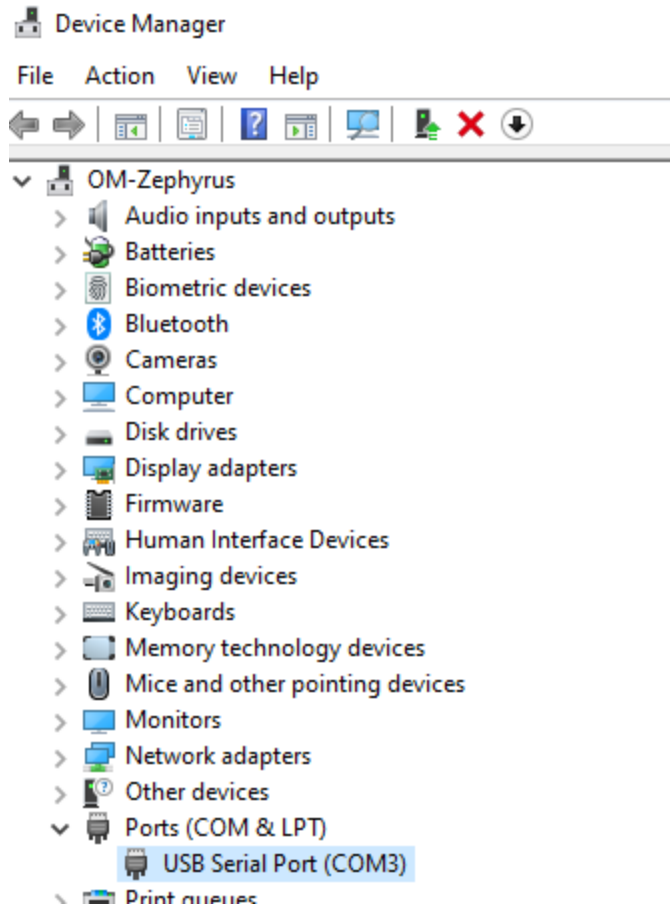 Device Manager
File Action View Help
OM-Zephyrus
Audio inputs and outputs
Batteries
Biometric devices
Bluetooth
Cameras
Computer
Disk drives
Display adapters
Firmware
Human Interface Devices
Imaging devices
Keyboards
Memory technology devices
Mice and other pointing devices
Monitors
Network adapters
Other devices
Ports (COM & LPT)
USB Serial Port (COM3)
Print queues